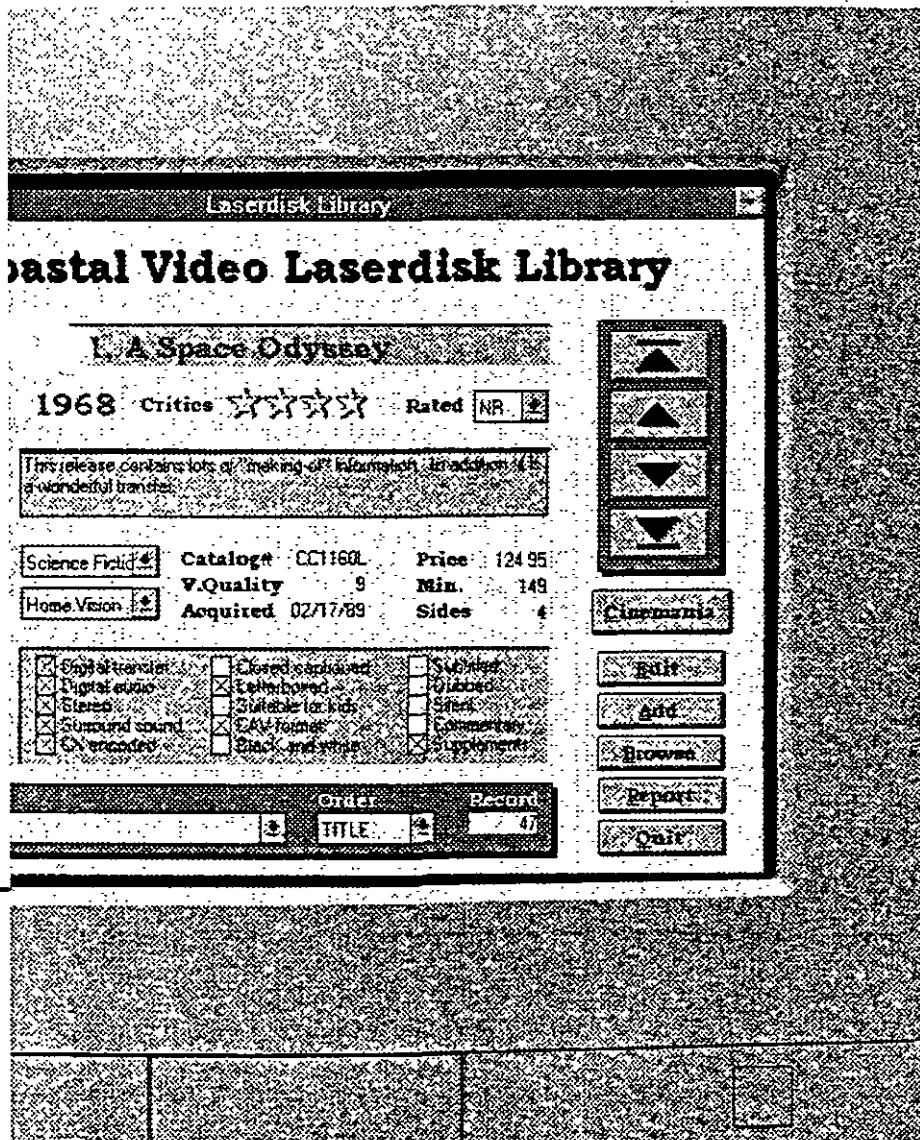 Laserdisk Library
oastal Video Laserdisk Library
1, A Space Odyssey
1968 Critics Rated NR
This release contains lots of "making of" information. In addition it is
a wonderful transfer.
Science Fictio Catalog# CC1160L Price 124.95
V.Quality 9 Min. 149
Home Vision Acquired 02/17/89 Sides 4
Cinemania
Digital transfer Closed captioned Subtitled
Digital audio Letterboxed Dubbed
Stereo Suitable for kids Silent
Surround sound CAV format Commentary
CX encoded Black and white Supplements
Edit
Add
Browse
Report
Quit
Order Record
TITLE 47